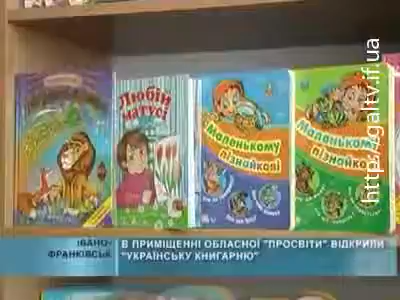 http://galtv.if.ua
Любій
матусі
Маленькому
пізнайкові
Маленькому
пізнайкові
ІВАНО-
ФРАНКІВСЬК
В ПРИМІЩЕННІ ОБЛАСНОЇ "ПРОСВІТИ" ВІДКРИЛИ
"УКРАЇНСЬКУ КНИГАРНЮ"